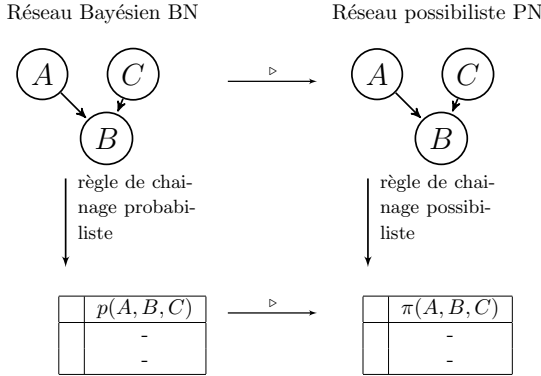 Réseau Bayésien BN
Réseau possibiliste PN
A
C
▷
A
C
B
B
règle de chai-
nage probabi-
liste
règle de chai-
nage possibi-
liste
p(A, B, C)
▷
π(A, B, C)
-
-
-
-